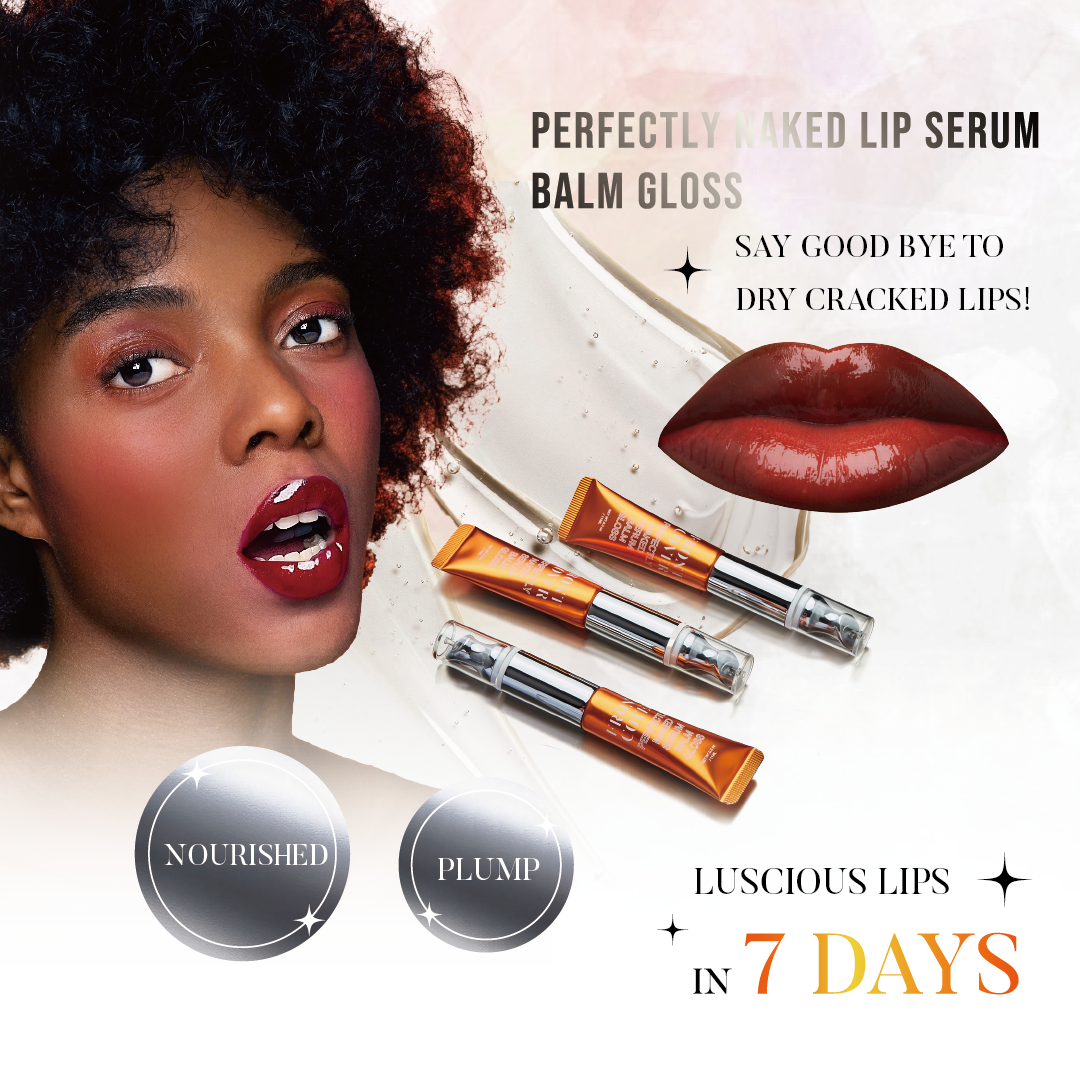 PERFECTLY NAKED LIP SERUM
BALM GLOSS
SAY GOOD BYE TO
DRY CRACKED LIPS!
NOURISHED
PLUMP
LUSCIOUS LIPS
IN 7 DAYS